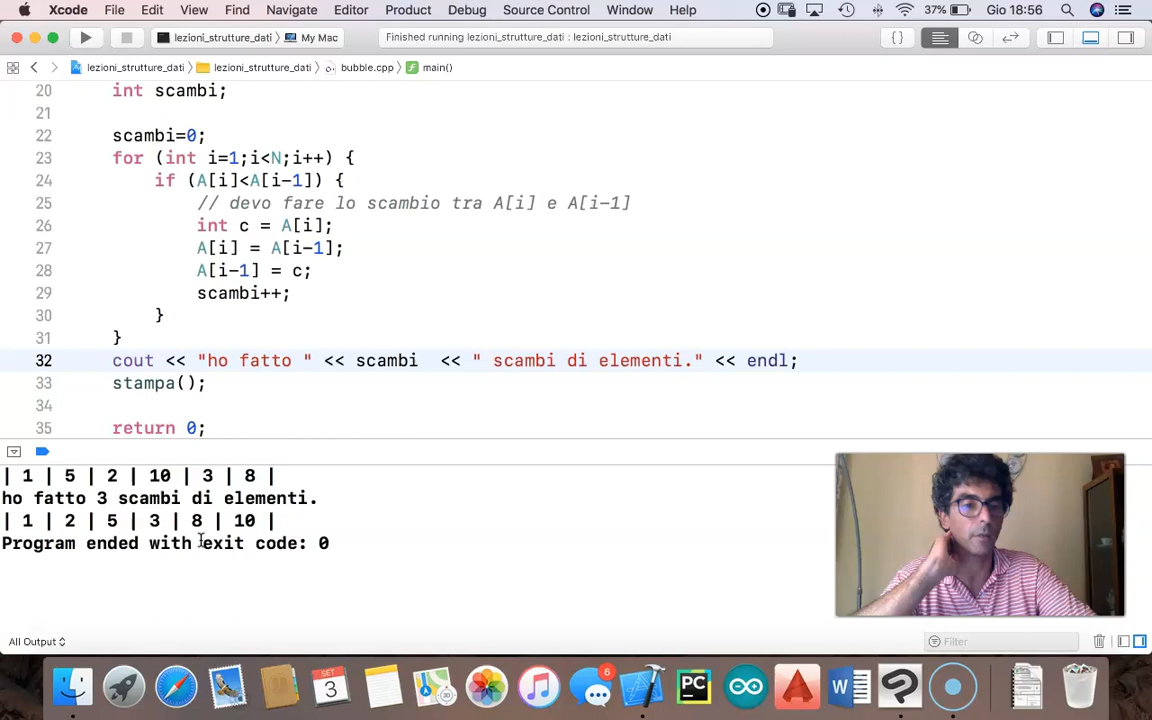 Xcode File Edit View Find Navigate Editor Product Debug Source Control Window Help 37% Gio 18:56
lezioni_strutture_dati My Mac Finished running lezioni_strutture_dati : lezioni_strutture_dati { }
lezioni_strutture_dati lezioni_strutture_dati bubble.cpp main()
20 int scambi;
21
22 scambi=0;
23 for (int i=1;i<N;i++) {
24 if (A[i]<A[i-1]) {
25 // devo fare lo scambio tra A[i] e A[i-1]
26 int c = A[i];
27 A[i] = A[i-1];
28 A[i-1] = c;
29 scambi++;
30 }
31 }
32 cout << "ho fatto " << scambi  << " scambi di elementi." << endl;
33 stampa();
34
35 return 0;
| 1 | 5 | 2 | 10 | 3 | 8 |
ho fatto 3 scambi di elementi.
| 1 | 2 | 5 | 3 | 8 | 10 |
Program ended with exit code: 0
All Output Filter
SET 6 PC
3